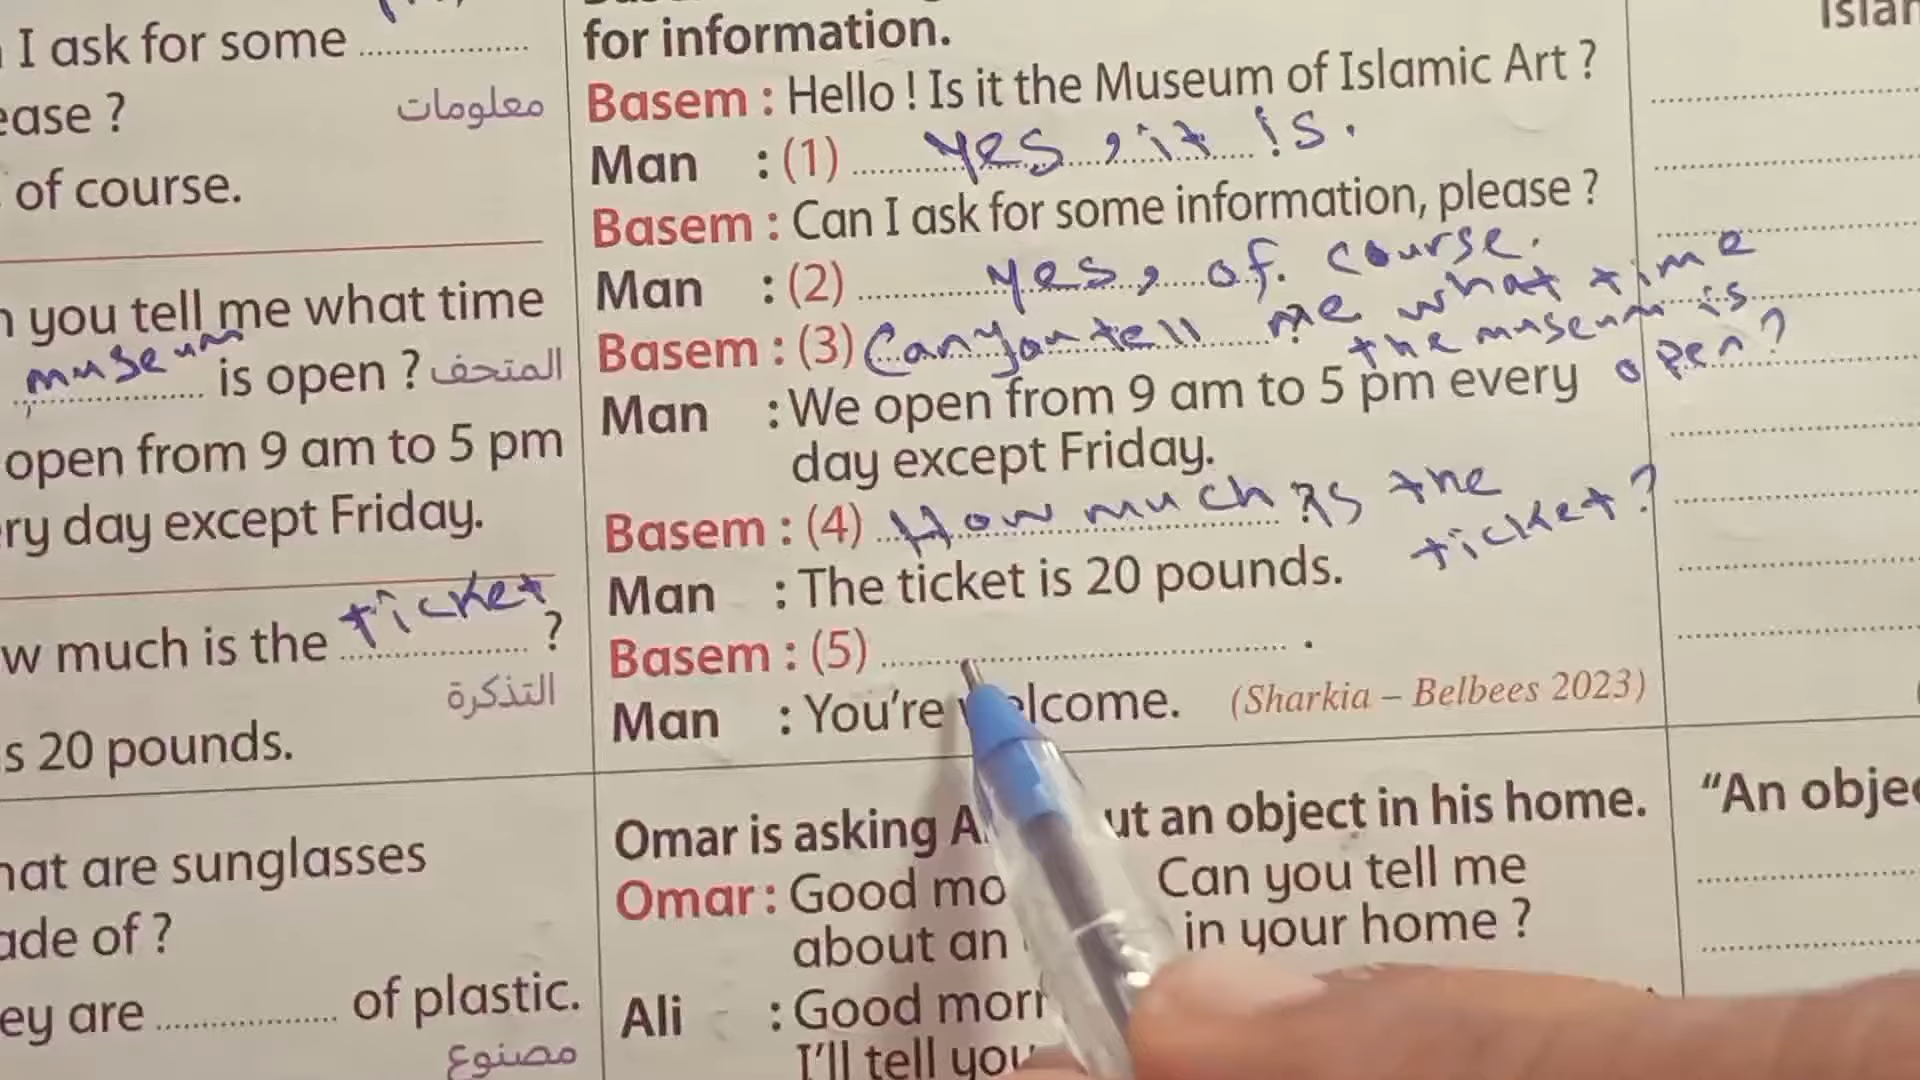 I ask for some
ease ?
معلومات
of course.
you tell me what time
museum is open ?
المتحف
open from 9 am to 5 pm
ry day except Friday.
w much is the ticket ?
التذكرة
s 20 pounds.
hat are sunglasses
ade of ?
ey are .................. of plastic.
مصنوع
for information.
Basem : Hello ! Is it the Museum of Islamic Art ?
Man : (1) Yes, it is.
Basem : Can I ask for some information, please ?
Man : (2) Yes, of course.
Basem : (3) Can you tell me what time
the museum is
open ?
Man : We open from 9 am to 5 pm every
day except Friday.
Basem : (4) How much is the
ticket ?
Man : The ticket is 20 pounds.
Basem : (5) .................. .
Man : You're welcome. (Sharkia – Belbees 2023)
Omar is asking A ut an object in his home.
Omar : Good mo Can you tell me
about an in your home ?
Ali : Good morn
I'll tell you
Islam
“An objec